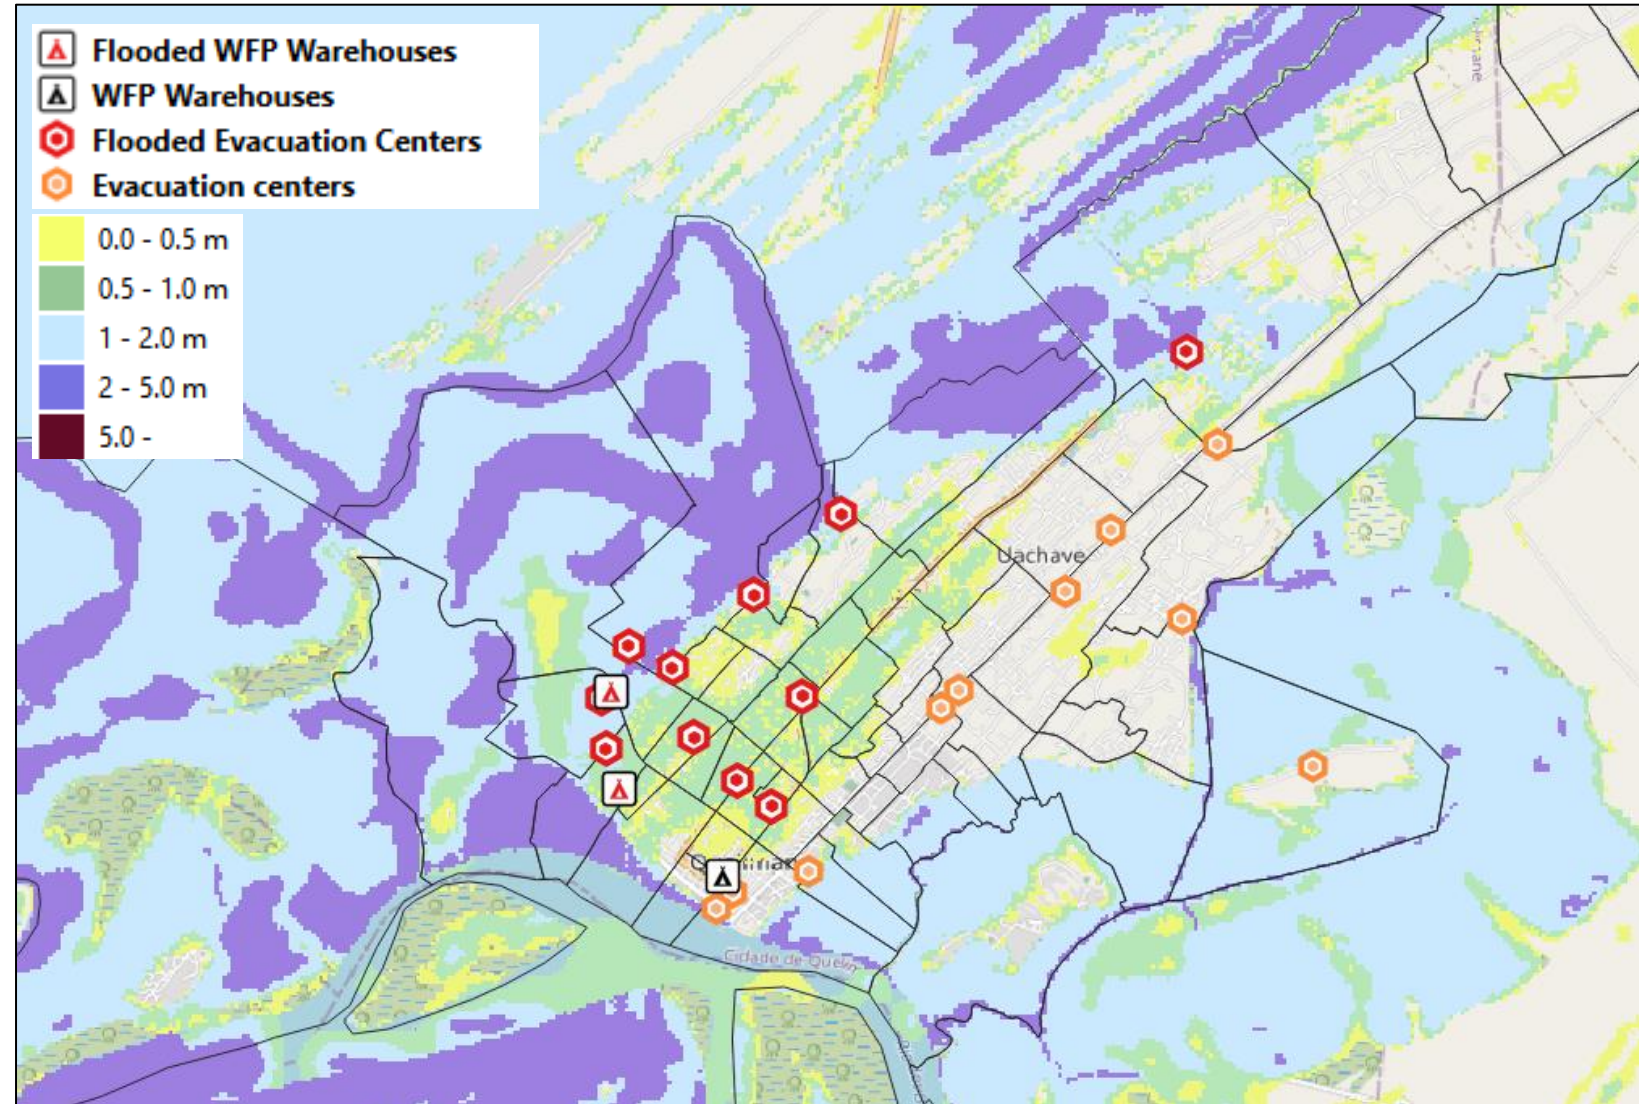 Flooded WFP Warehouses
WFP Warehouses
Flooded Evacuation Centers
Evacuation centers
0.0 - 0.5 m
0.5 - 1.0 m
1 - 2.0 m
2 - 5.0 m
5.0 -
Uachave
Cidade de Quelim